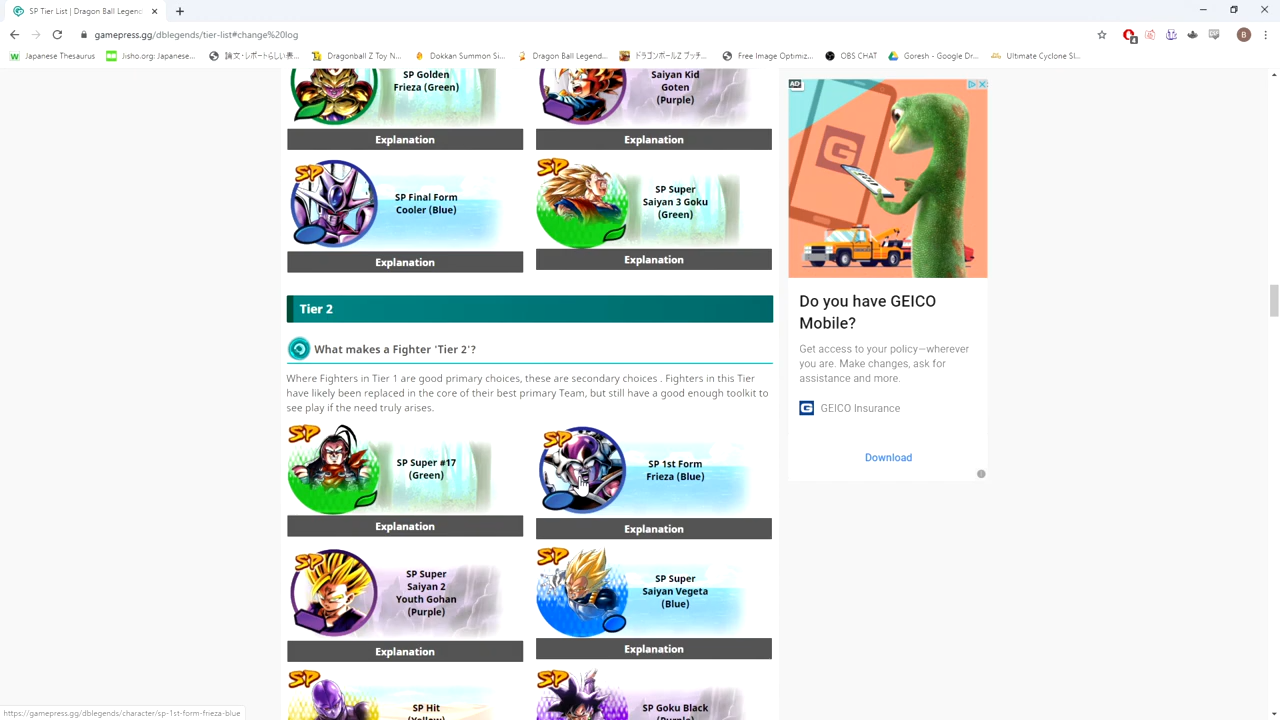 SP Tier List | Dragon Ball Legend
gamepress.gg/dblegends/tier-list#change%20log
Japanese Thesaurus
Jisho.org: Japanese...
論文・レポートらしい表...
Dragonball Z Toy N...
Dokkan Summon Si...
Dragon Ball Legend...
ドラゴンボールZ ブッチ...
Free Image Optimiz...
OBS CHAT
Goresh - Google Dr...
Ultimate Cyclone Sl...
SP Golden
Frieza (Green)
Saiyan Kid
Goten
(Purple)
Explanation
Explanation
SP
SP Final Form
Cooler (Blue)
SP
SP Super
Saiyan 3 Goku
(Green)
Explanation
Explanation
Tier 2
What makes a Fighter 'Tier 2'?
Where Fighters in Tier 1 are good primary choices, these are secondary choices . Fighters in this Tier
have likely been replaced in the core of their best primary Team, but still have a good enough toolkit to
see play if the need truly arises.
SP
SP Super #17
(Green)
SP
SP 1st Form
Frieza (Blue)
Explanation
Explanation
SP
SP Super
Saiyan 2
Youth Gohan
(Purple)
SP
SP Super
Saiyan Vegeta
(Blue)
Explanation
Explanation
SP
SP Hit
(Yellow)
SP
SP Goku Black
(Purple)
AD
G
Do you have GEICO
Mobile?
Get access to your policy—wherever
you are. Make changes, ask for
assistance and more.
GEICO Insurance
Download
https://gamepress.gg/dblegends/character/sp-1st-form-frieza-blue